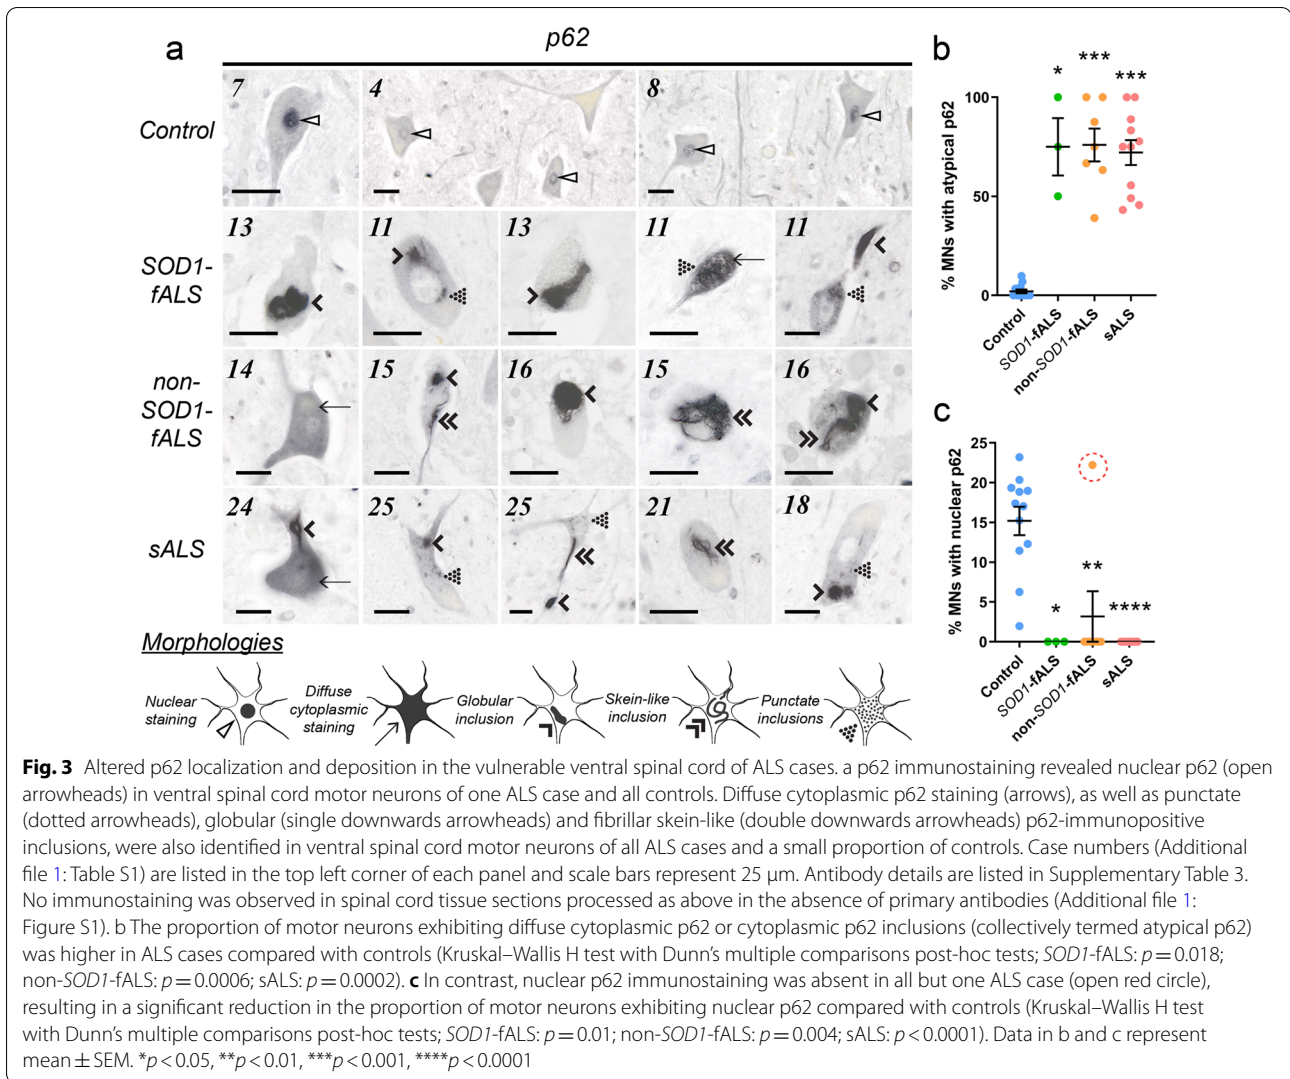 a
p62
Control
7
4
8
SOD1-
fALS
13
11
13
11
11
non-
SOD1-
fALS
14
15
16
15
16
sALS
24
25
25
21
18
Morphologies
Nuclear
staining
Diffuse
cytoplasmic
staining
Globular
inclusion
Skein-like
inclusion
Punctate
inclusions
b
% MNs with atypical p62
100
50
0
*
***
***
Control
SOD1-fALS
non-SOD1-fALS
sALS
c
% MNs with nuclear p62
25
20
15
10
5
0
*
**
****
Control
SOD1-fALS
non-SOD1-fALS
sALS
Fig. 3 Altered p62 localization and deposition in the vulnerable ventral spinal cord of ALS cases. a p62 immunostaining revealed nuclear p62 (open
arrowheads) in ventral spinal cord motor neurons of one ALS case and all controls. Diffuse cytoplasmic p62 staining (arrows), as well as punctate
(dotted arrowheads), globular (single downwards arrowheads) and fibrillar skein-like (double downwards arrowheads) p62-immunopositive
inclusions, were also identified in ventral spinal cord motor neurons of all ALS cases and a small proportion of controls. Case numbers (Additional
file 1: Table S1) are listed in the top left corner of each panel and scale bars represent 25 µm. Antibody details are listed in Supplementary Table 3.
No immunostaining was observed in spinal cord tissue sections processed as above in the absence of primary antibodies (Additional file 1:
Figure S1). b The proportion of motor neurons exhibiting diffuse cytoplasmic p62 or cytoplasmic p62 inclusions (collectively termed atypical p62)
was higher in ALS cases compared with controls (Kruskal–Wallis H test with Dunn's multiple comparisons post-hoc tests; SOD1-fALS: p = 0.018;
non-SOD1-fALS: p = 0.0006; sALS: p = 0.0002). c In contrast, nuclear p62 immunostaining was absent in all but one ALS case (open red circle),
resulting in a significant reduction in the proportion of motor neurons exhibiting nuclear p62 compared with controls (Kruskal–Wallis H test
with Dunn's multiple comparisons post-hoc tests; SOD1-fALS: p = 0.01; non-SOD1-fALS: p = 0.004; sALS: p < 0.0001). Data in b and c represent
mean ± SEM. *p < 0.05, **p < 0.01, ***p < 0.001, ****p < 0.0001